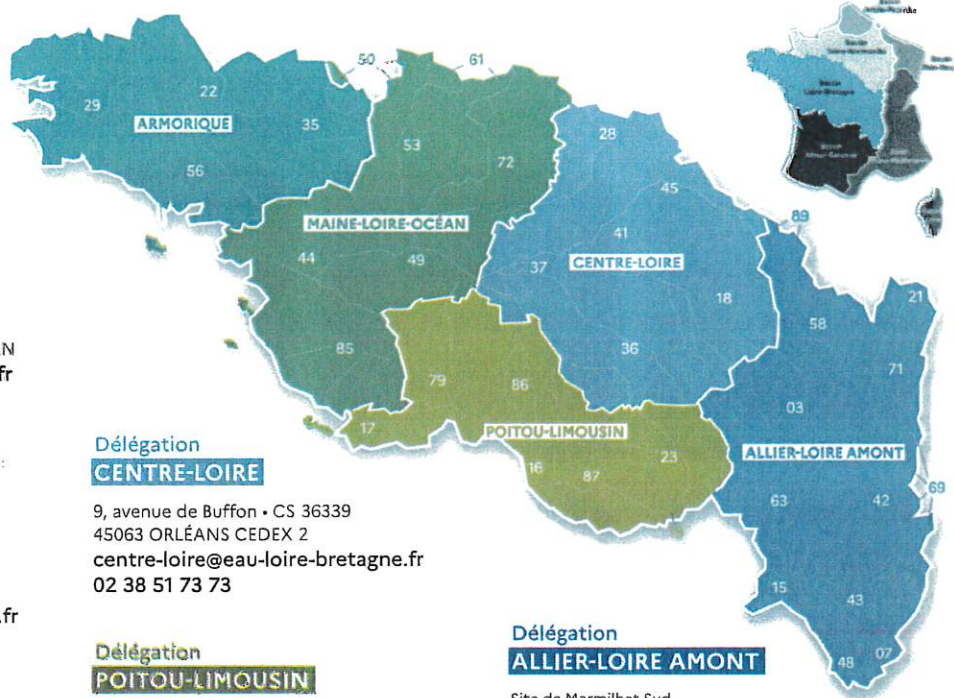 50
61
29
22
ARMORIQUE
35
53
28
72
56
45
89
MAINE-LOIRE-OCÉAN
41
44
49
37
CENTRE-LOIRE
18
21
58
85
36
71
79
86
03
17
POITOU-LIMOUSIN
ALLIER-LOIRE AMONT
16
87
23
63
42
69
15
43
48
07
N
fr
.fr
Délégation
CENTRE-LOIRE
9, avenue de Buffon • CS 36339
45063 ORLÉANS CEDEX 2
centre-loire@eau-loire-bretagne.fr
02 38 51 73 73
Délégation
POITOU-LIMOUSIN
Délégation
ALLIER-LOIRE AMONT
Site de Marmilhat Sud